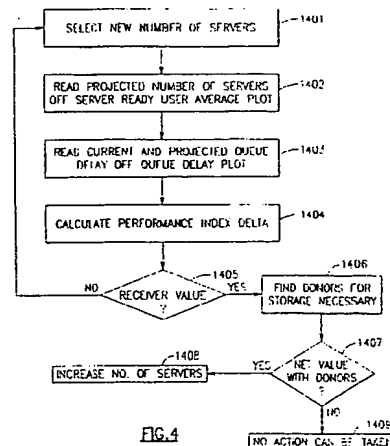 SELECT NEW NUMBER OF SERVERS
1401
READ PROJECTED NUMBER OF SERVERS
OFF SERVER READY USER AVERAGE PLOT
1402
READ CURRENT AND PROJECTED QUEUE
DELAY OFF QUEUE DELAY PLOT
1403
CALCULATE PERFORMANCE INDEX DELTA
1404
1405
NO
RECEIVER VALUE
?
YES
1406
FIND DONORS FOR
STORAGE NECESSARY
1407
NET VALUE
WITH DONORS
?
YES
1408
INCREASE NO. OF SERVERS
NO
1409
NO ACTION CAN BE TAKEN
FIG.4